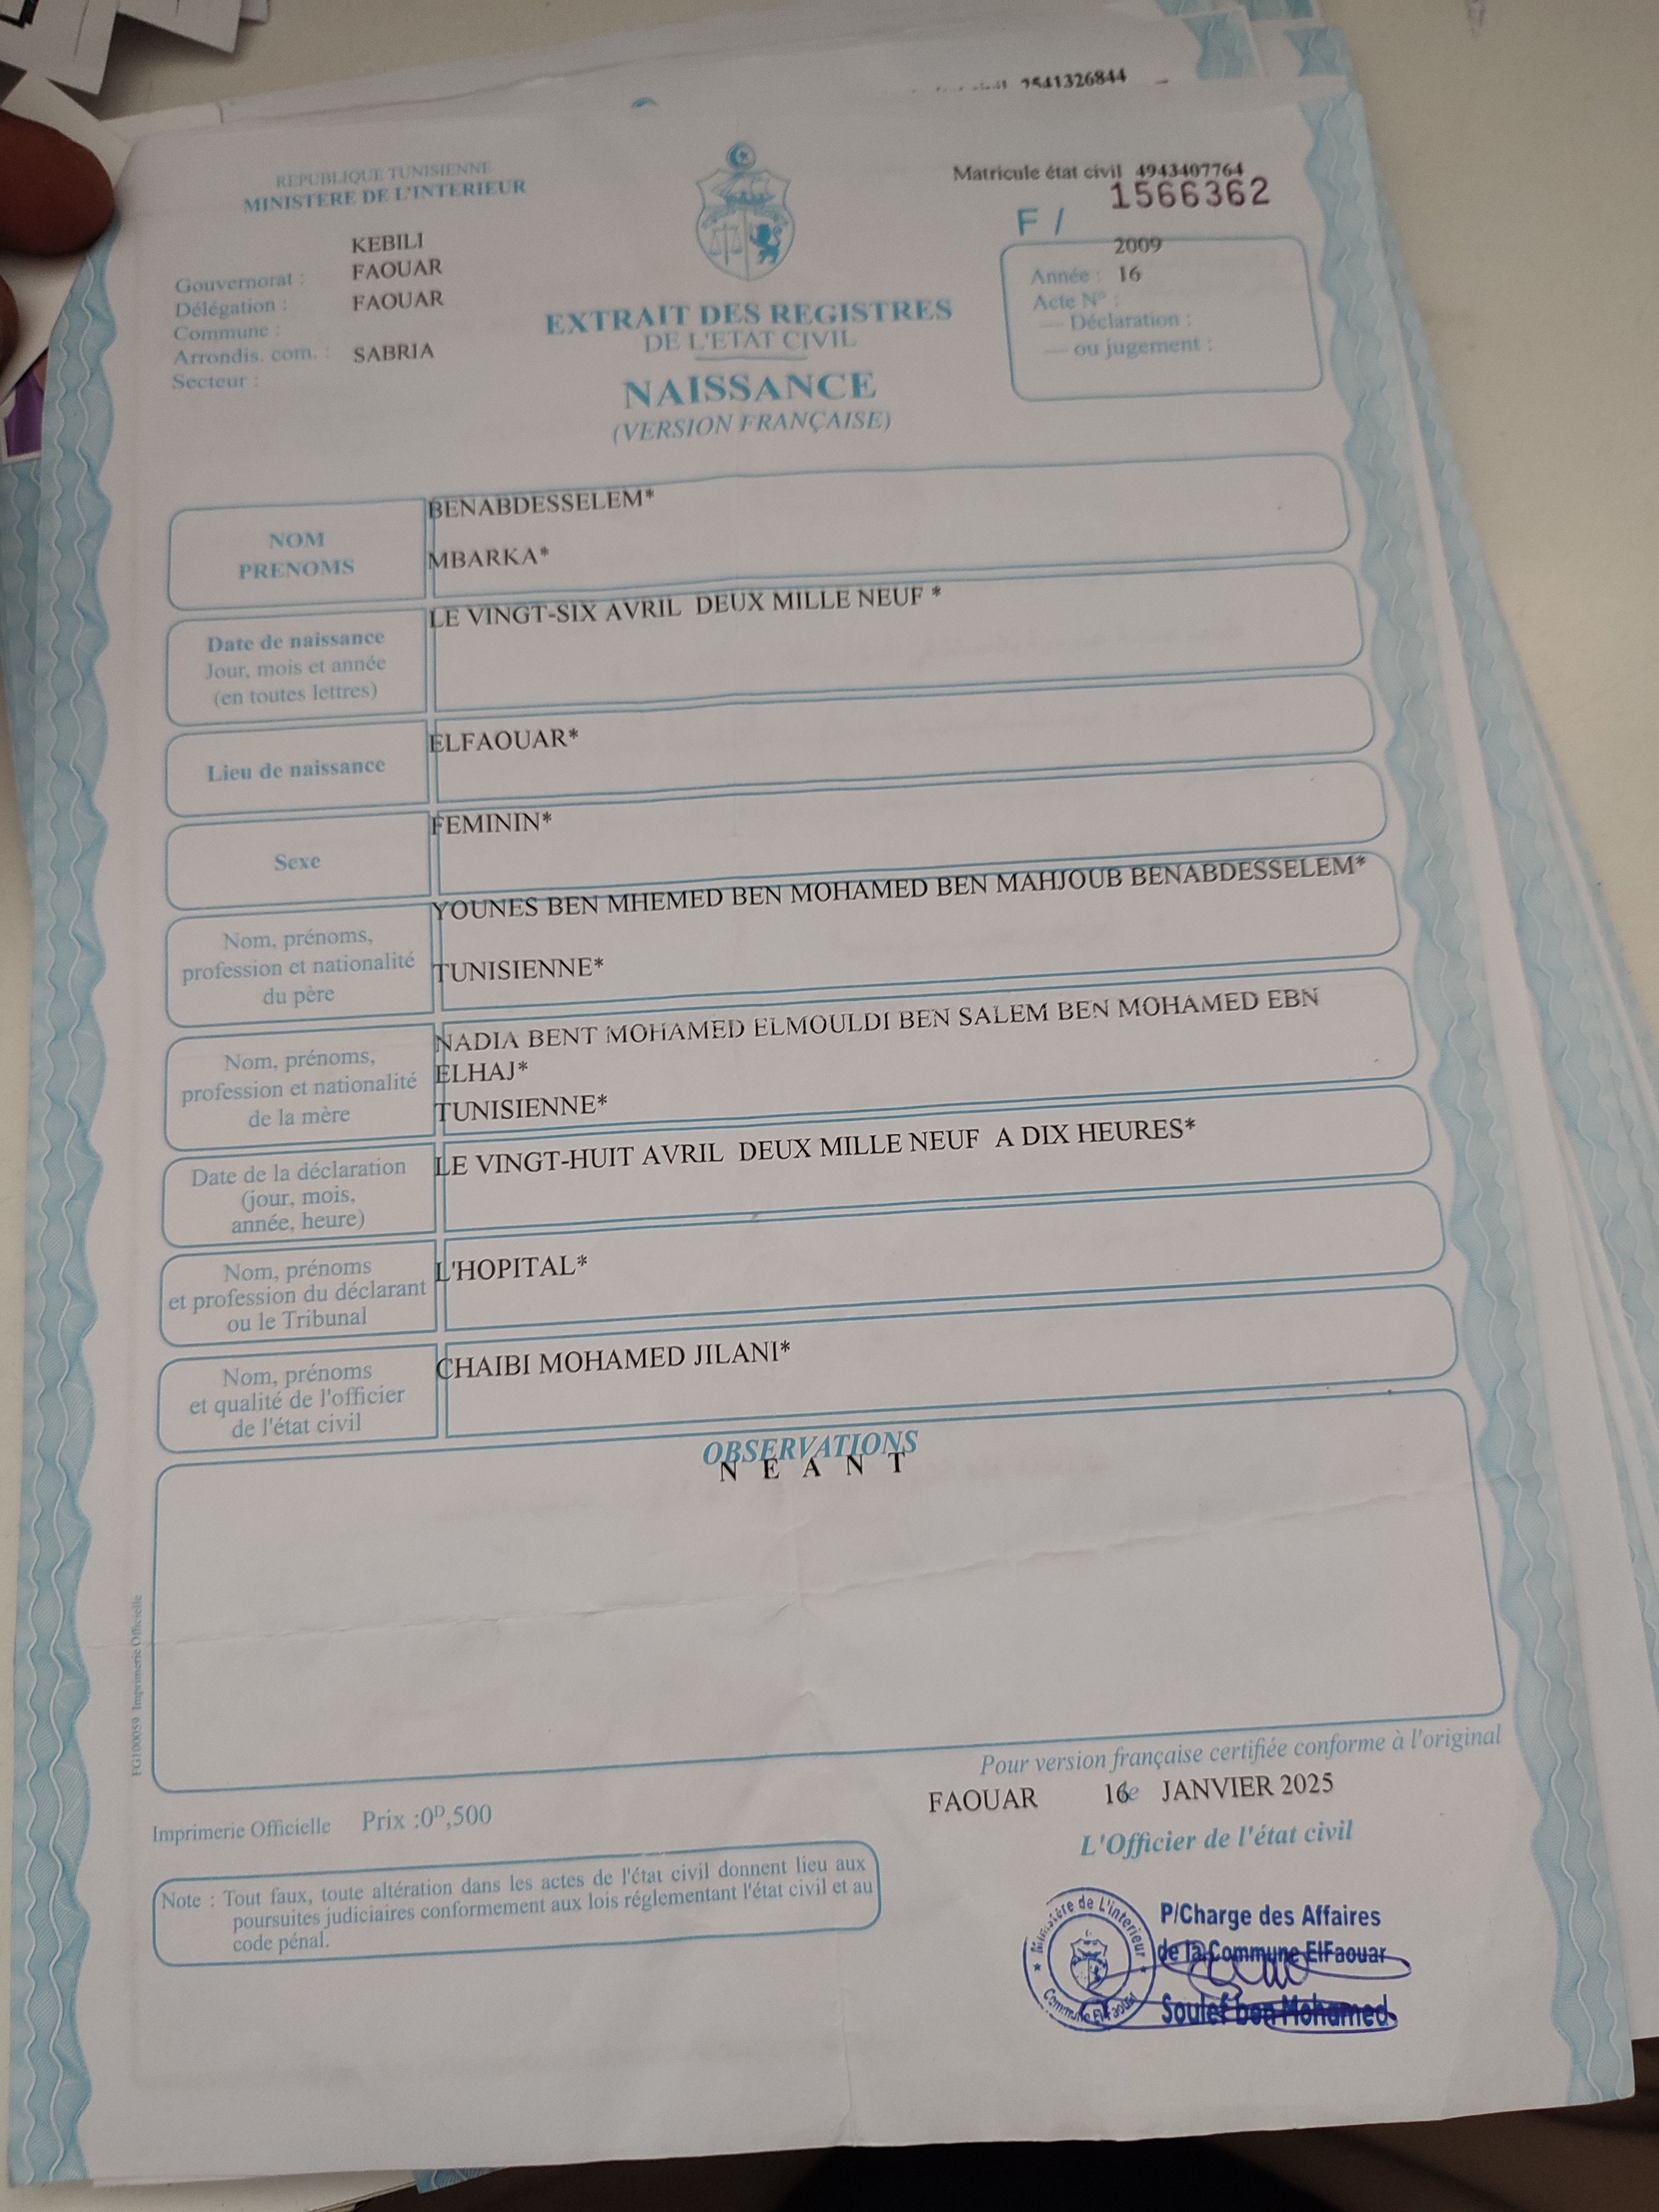 2541326844
REPUBLIQUE TUNISIENNE
MINISTERE DE L'INTERIEUR
Matricule état civil 4943407764
F / 1566362
KEBILI
Gouvernorat : FAOUAR
Délégation : FAOUAR
Commune :
Arrondis. com. : SABRIA
Secteur :
2009
Année : 16
Acte N° :
— Déclaration :
— ou jugement :
EXTRAIT DES REGISTRES
DE L'ETAT CIVIL
NAISSANCE
(VERSION FRANÇAISE)
NOM
PRENOMS
BENABDESSELEM*
MBARKA*
Date de naissance
Jour, mois et année
(en toutes lettres)
LE VINGT-SIX AVRIL DEUX MILLE NEUF *
Lieu de naissance
ELFAOUAR*
Sexe
FEMININ*
Nom, prénoms,
profession et nationalité
du père
YOUNES BEN MHEMED BEN MOHAMED BEN MAHJOUB BENABDESSELEM*
TUNISIENNE*
Nom, prénoms,
profession et nationalité
de la mère
NADIA BENT MOHAMED ELMOULDI BEN SALEM BEN MOHAMED EBN
ELHAJ*
TUNISIENNE*
Date de la déclaration
(jour, mois,
année, heure)
LE VINGT-HUIT AVRIL DEUX MILLE NEUF A DIX HEURES*
Nom, prénoms
et profession du déclarant
ou le Tribunal
L'HOPITAL*
Nom, prénoms
et qualité de l'officier
de l'état civil
CHAIBI MOHAMED JILANI*
OBSERVATIONS
N E A N T
FG100059 Imprimerie Officielle
Pour version française certifiée conforme à l'original
FAOUAR 16 JANVIER 2025
Imprimerie Officielle Prix :0ᴰ,500
L'Officier de l'état civil
Note : Tout faux, toute altération dans les actes de l'état civil donnent lieu aux
poursuites judiciaires conformement aux lois réglementant l'état civil et au
code pénal.
Ministère de L'interieur
Commune ElFaouar
P/Charge des Affaires
de la Commune ElFaouar
Soulef ben Mohamed